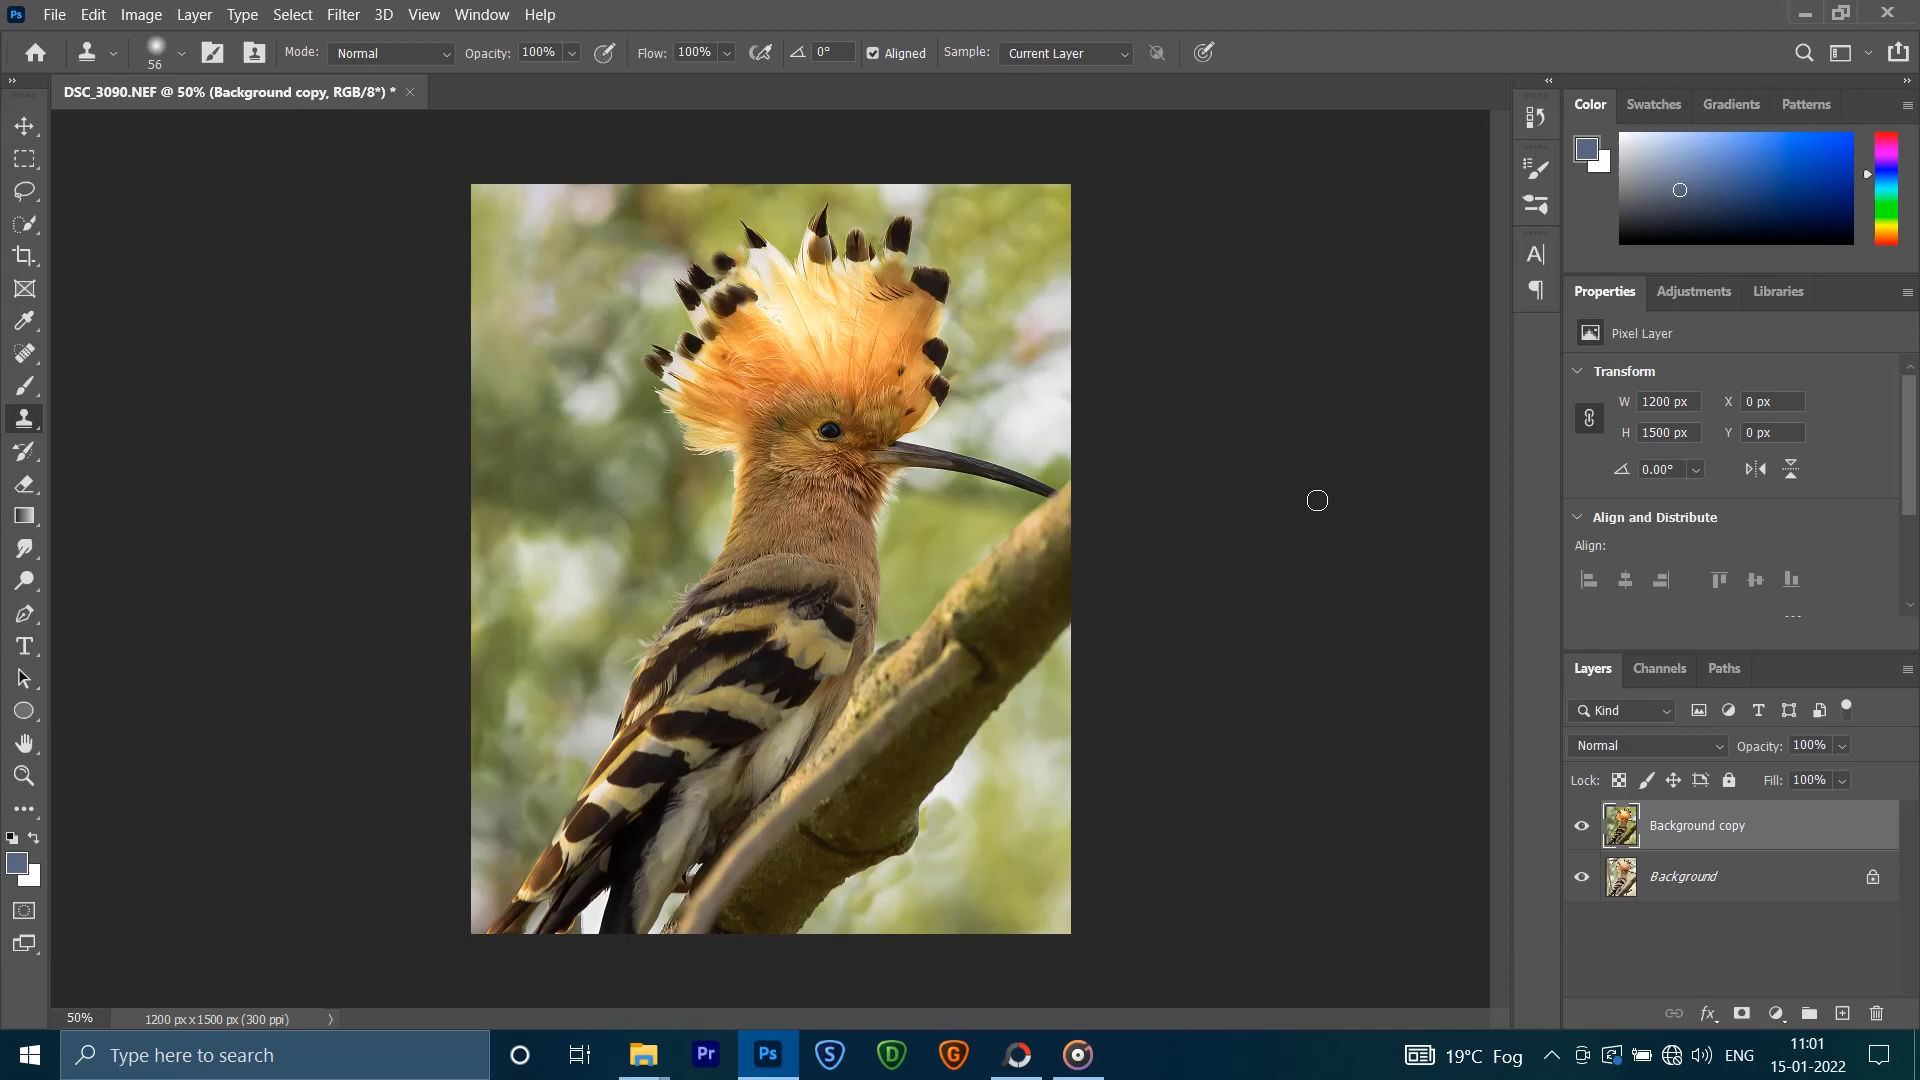 Ps File Edit Image Layer Type Select Filter 3D View Window Help
56 Mode: Normal Opacity: 100% Flow: 100% 0° Aligned Sample: Current Layer
DSC_3090.NEF @ 50% (Background copy, RGB/8*) * ×
Color Swatches Gradients Patterns
Properties Adjustments Libraries
Pixel Layer
Transform
W 1200 px X 0 px
H 1500 px Y 0 px
0.00°
Align and Distribute
Align:
Layers Channels Paths
Kind
Normal Opacity: 100%
Lock: Fill: 100%
Background copy
Background
50% 1200 px x 1500 px (300 ppi)
Type here to search
Pr Ps S D G
19°C Fog
ENG
11:01
15-01-2022